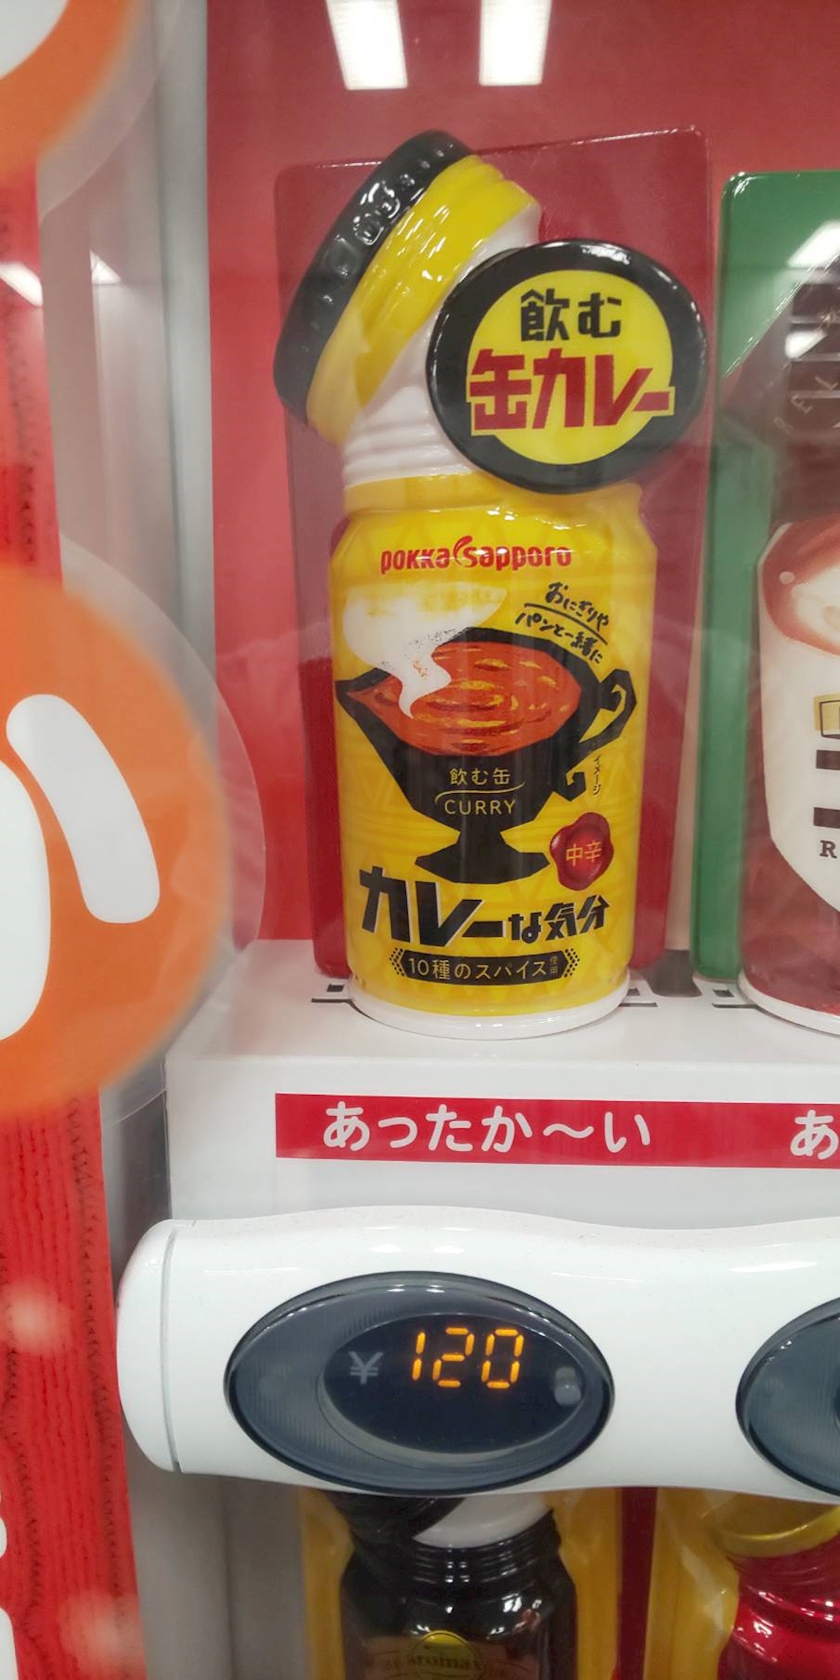 飲む
缶カレー
pokka sapporo
おにぎりや
パンと一緒に
イメージ
飲む缶
CURRY
中辛
カレーな気分
10種のスパイス使用
あったか〜い
あ
¥ 120
か
R